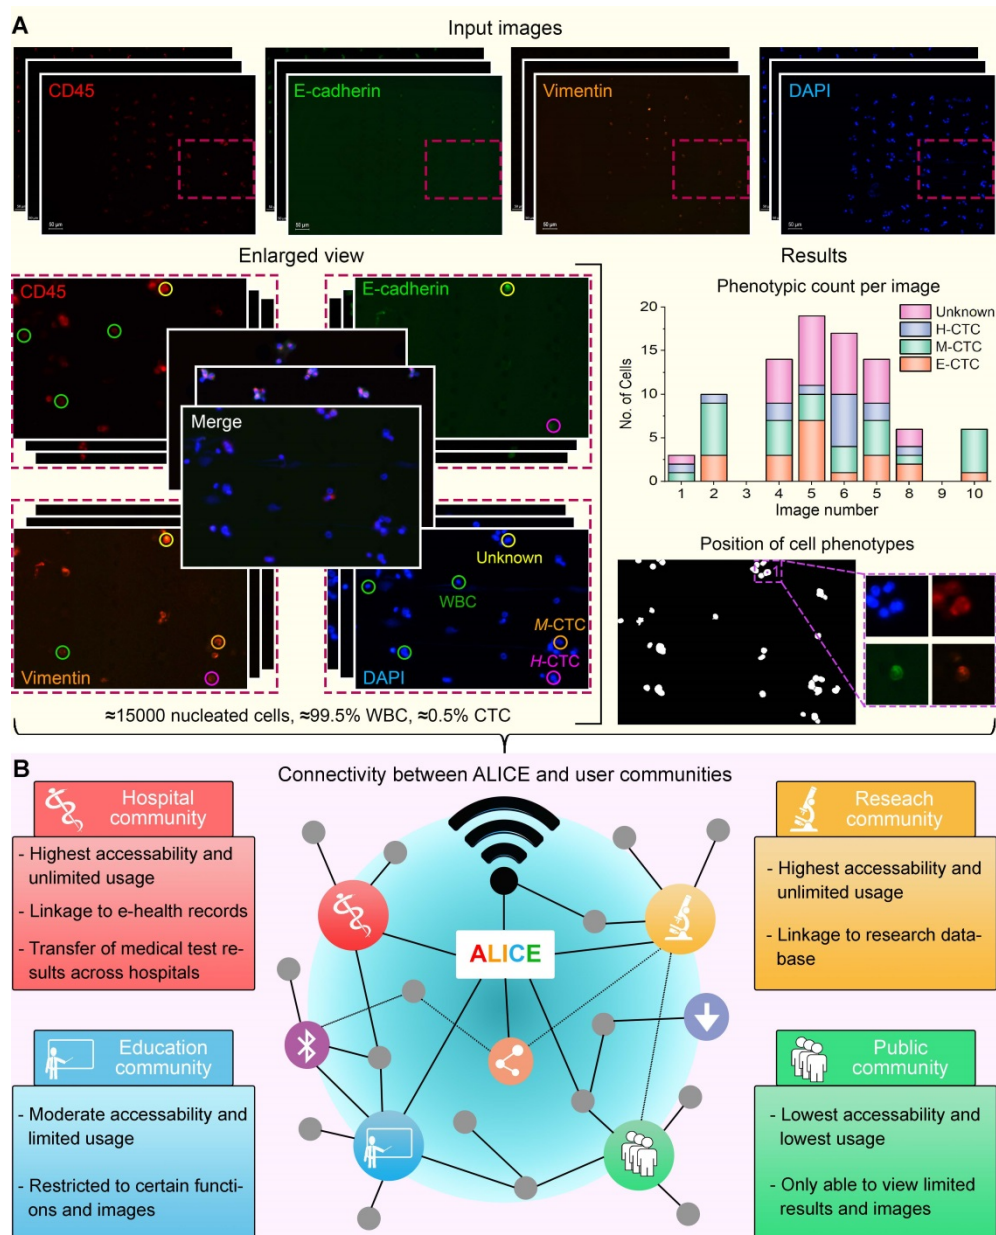 A
Input images
CD45
E-cadherin
Vimentin
DAPI
50 μm
50 μm
50 μm
50 μm
Enlarged view
CD45
E-cadherin
Merge
Unknown
WBC
M-CTC
H-CTC
Vimentin
DAPI
≈15000 nucleated cells, ≈99.5% WBC, ≈0.5% CTC
Results
Phenotypic count per image
20
15
10
5
0
No. of Cells
Unknown
H-CTC
M-CTC
E-CTC
1 2 3 4 5 6 5 8 9 10
Image number
Position of cell phenotypes
B
Connectivity between ALICE and user communities
Hospital
community
- Highest accessability and
unlimited usage
- Linkage to e-health records
- Transfer of medical test re-
sults across hospitals
Reseach
community
- Highest accessability and
unlimited usage
- Linkage to research data-
base
ALICE
Education
community
- Moderate accessability and
limited usage
- Restricted to certain functi-
ons and images
Public
community
- Lowest accessability and
lowest usage
- Only able to view limited
results and images